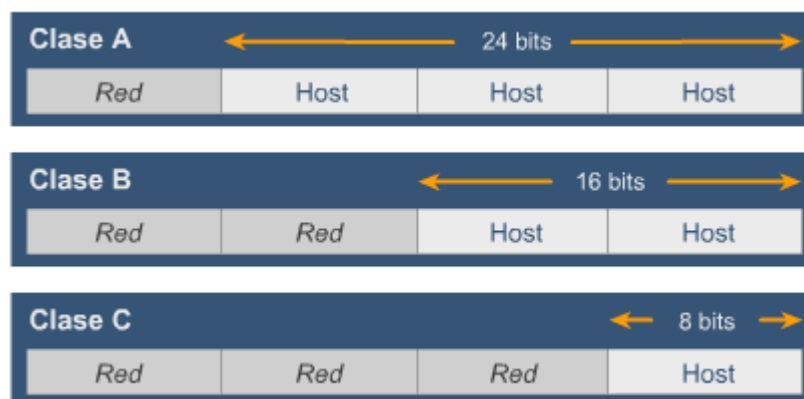 Clase A
24 bits
Red Host Host Host
Clase B
16 bits
Red Red Host Host
Clase C
8 bits
Red Red Red Host